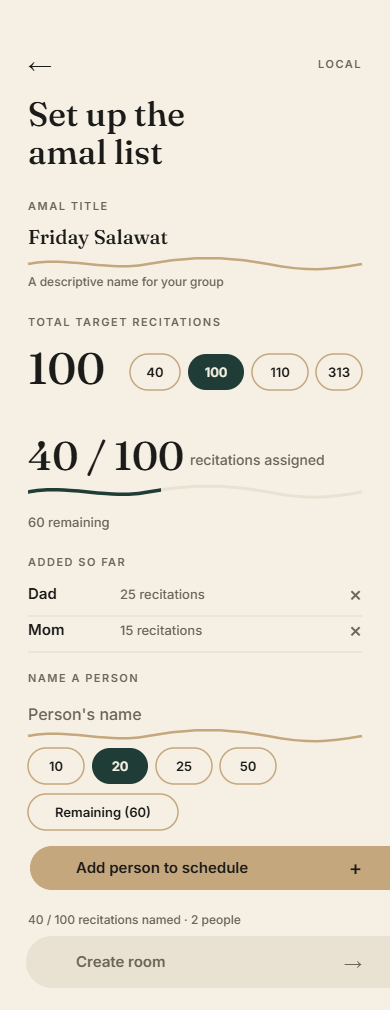 ←
LOCAL
Set up the
amal list
AMAL TITLE
Friday Salawat
A descriptive name for your group
TOTAL TARGET RECITATIONS
100 40 100 110 313
40 / 100 recitations assigned
60 remaining
ADDED SO FAR
Dad 25 recitations ×
Mom 15 recitations ×
NAME A PERSON
Person's name
10 20 25 50
Remaining (60)
Add person to schedule +
40 / 100 recitations named · 2 people
Create room →